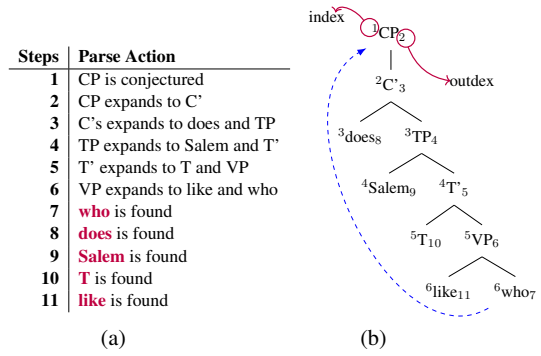 Steps Parse Action
1 CP is conjectured
2 CP expands to C’
3 C’s expands to does and TP
4 TP expands to Salem and T’
5 T’ expands to T and VP
6 VP expands to like and who
7 who is found
8 does is found
9 Salem is found
10 T is found
11 like is found
(a)
index
1CP2
outdex
2C’3
3does8 3TP4
4Salem9 4T’5
5T10 5VP6
6like11 6who7
(b)